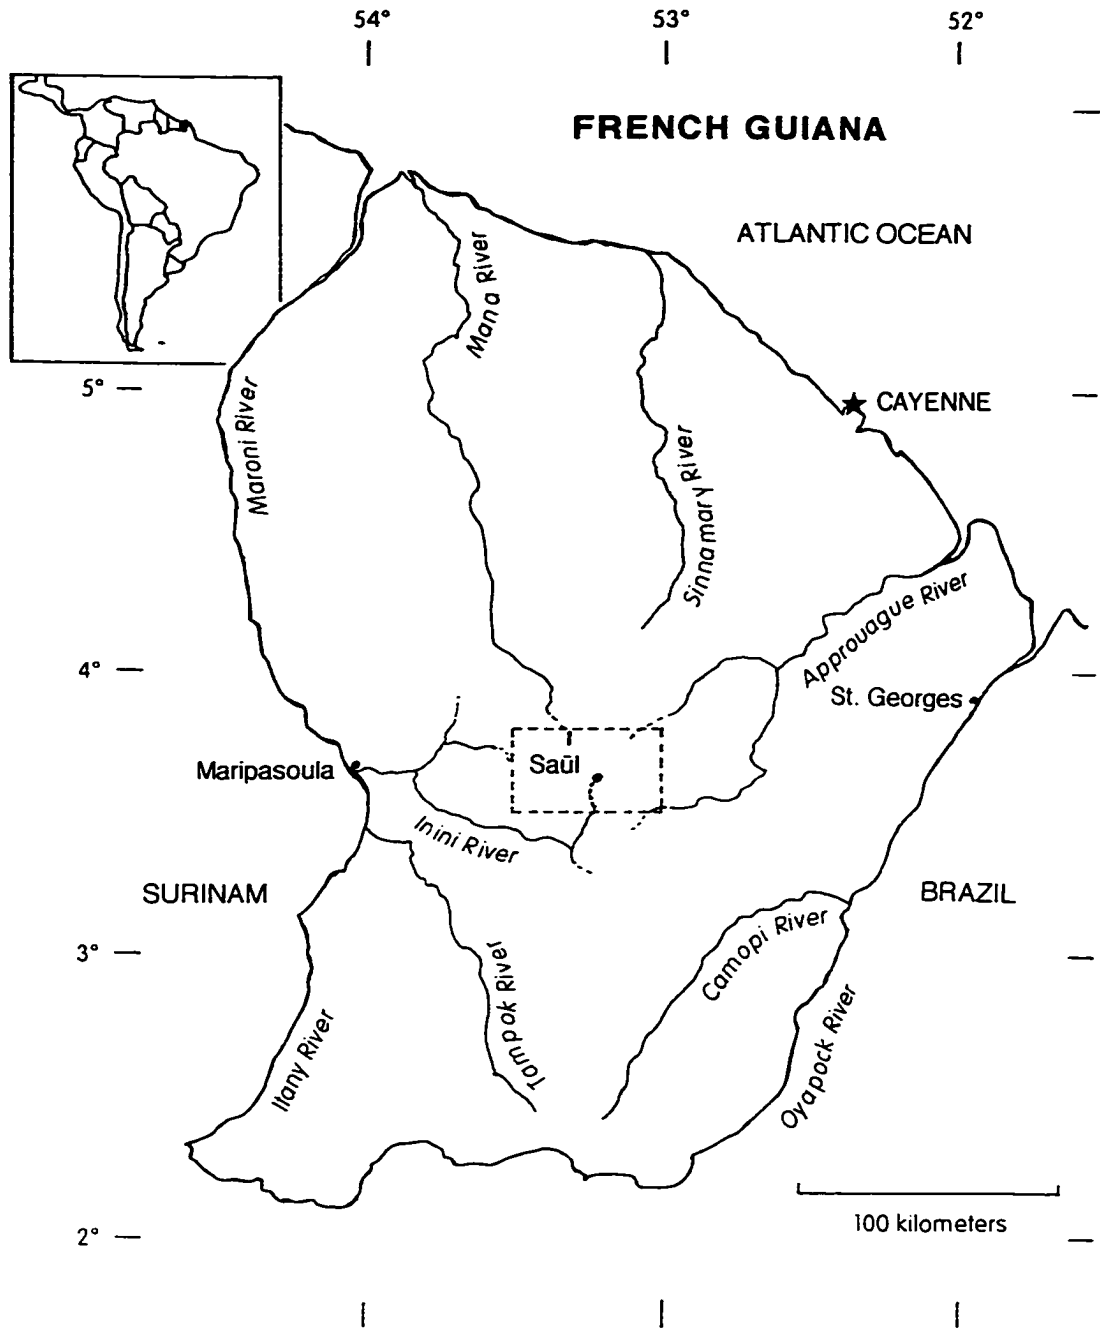 54° 53° 52°
FRENCH GUIANA
ATLANTIC OCEAN
Mana River
5°
CAYENNE
Maroni River
Sinnamary River
Approuague River
4°
St. Georges
Saül
Maripasoula
Inini River
SURINAM
BRAZIL
Camopi River
3°
Tampok River
Itany River
Oyapock River
100 kilometers
2°